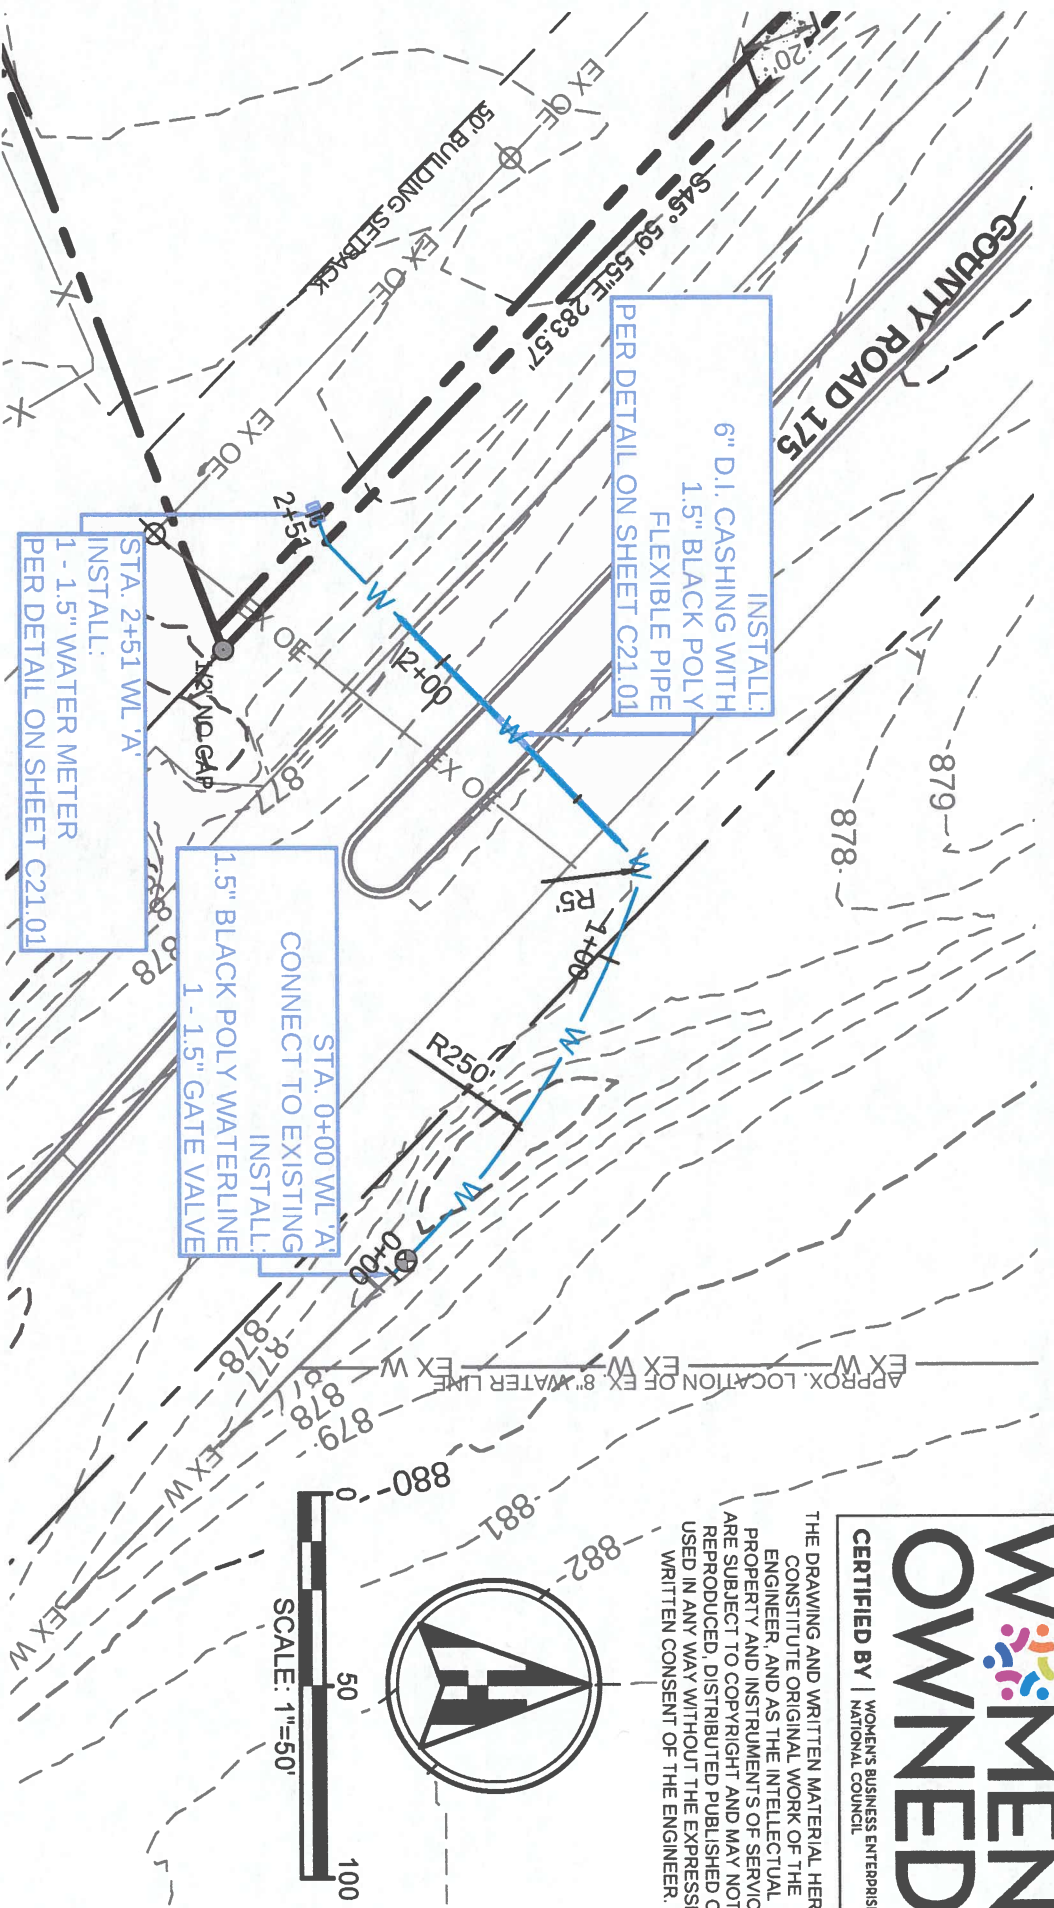 COUNTY ROAD 175
20'
EX OE
EX OE
EX OE
EX OE
EX OE
50' BUILDING SETBACK
S45° 59' 55"E 283.57'
INSTALL:
6" D.I. CASHING WITH
1.5" BLACK POLY
FLEXIBLE PIPE
PER DETAIL ON SHEET C21.01
X
X
2+51
W
2+00
W
W
R5'
1+00
W
R250'
W
0+00
1/2" NO CAP
STA. 2+51 WL 'A'
INSTALL:
1 - 1.5" WATER METER
PER DETAIL ON SHEET C21.01
STA. 0+00 WL 'A'
CONNECT TO EXISTING
INSTALL:
1.5" BLACK POLY WATERLINE
1 - 1.5" GATE VALVE
877
878
879
878
878
877
877
878
879
880
881
882
EX W
EX W
EX W
EX W
EX W
APPROX. LOCATION OF EX. 8" WATER LINE
0
50
100
SCALE: 1"=50'
WOMEN
OWNED
CERTIFIED BY
WOMEN'S BUSINESS ENTERPRIS
NATIONAL COUNCIL
THE DRAWING AND WRITTEN MATERIAL HER
CONSTITUTE ORIGINAL WORK OF THE
ENGINEER, AND AS THE INTELLECTUAL
PROPERTY AND INSTRUMENTS OF SERVIC
ARE SUBJECT TO COPYRIGHT AND MAY NOT
REPRODUCED, DISTRIBUTED PUBLISHED O
USED IN ANY WAY WITHOUT THE EXPRESS
WRITTEN CONSENT OF THE ENGINEER.